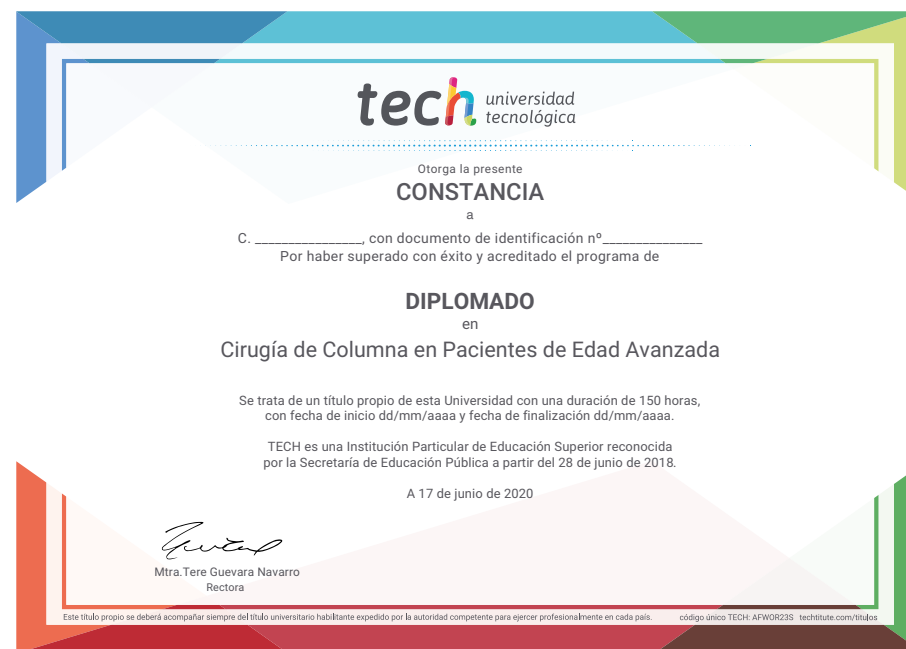 tech universidad
tecnológica
Otorga la presente
CONSTANCIA
a
C. ________________, con documento de identificación nº_______________
Por haber superado con éxito y acreditado el programa de
DIPLOMADO
en
Cirugía de Columna en Pacientes de Edad Avanzada
Se trata de un título propio de esta Universidad con una duración de 150 horas,
con fecha de inicio dd/mm/aaaa y fecha de finalización dd/mm/aaaa.
TECH es una Institución Particular de Educación Superior reconocida
por la Secretaría de Educación Pública a partir del 28 de junio de 2018.
A 17 de junio de 2020
Mtra.Tere Guevara Navarro
Rectora
Este título propio se deberá acompañar siempre del título universitario habilitante expedido por la autoridad competente para ejercer profesionalmente en cada país. código único TECH: AFWOR23S techtitute.com/titulos